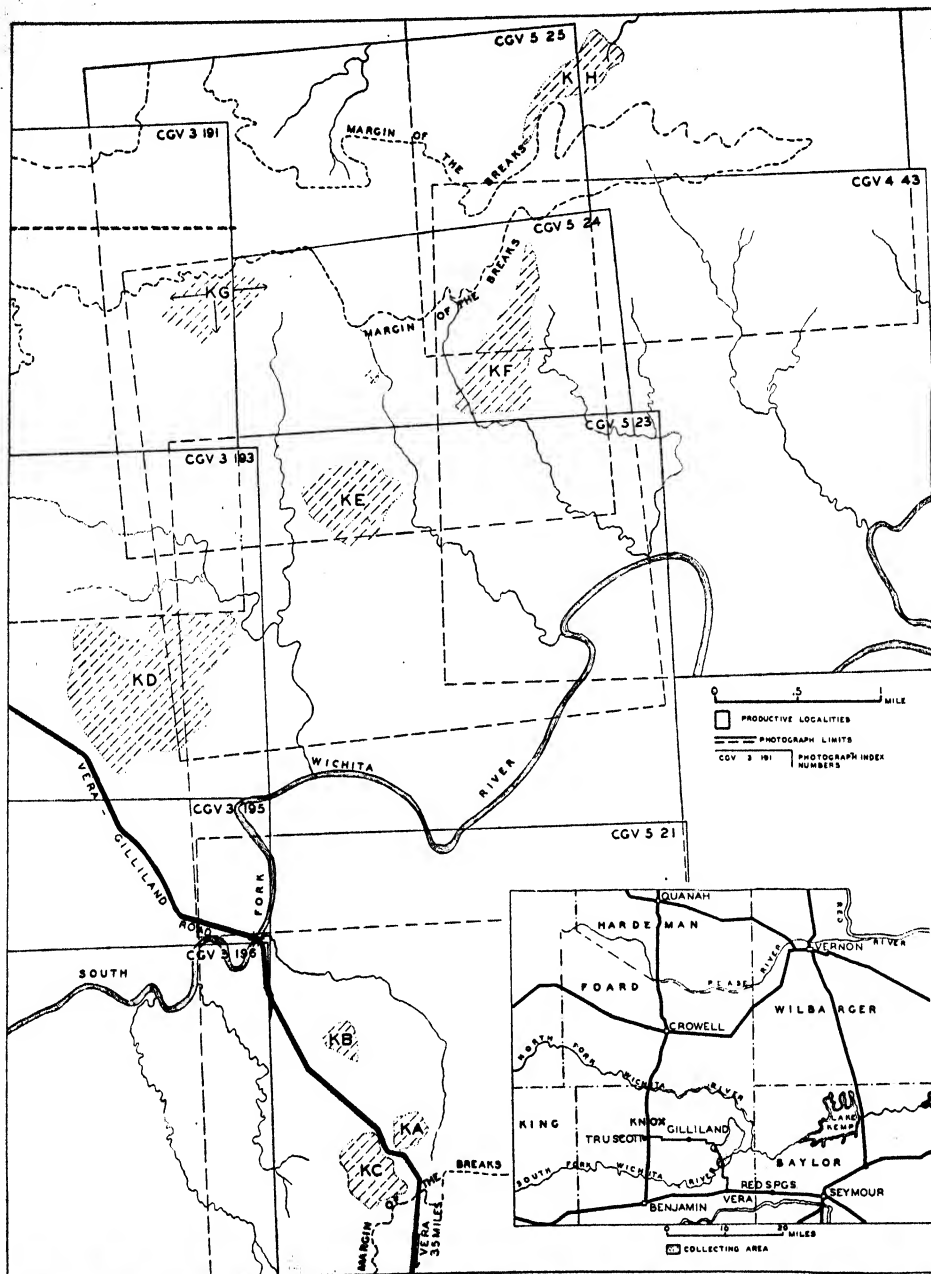 CGV 5 25
KH
CGV 3 191
MARGIN OF THE BREAKS
CGV 4 43
CGV 5 24
KG
MARGIN OF THE BREAKS
KF
CGV 5 23
CGV 3 193
KE
KD
0 .5
MILE
PRODUCTIVE LOCALITIES
PHOTOGRAPH LIMITS
CGV 3 191 PHOTOGRAPH INDEX
NUMBERS
WICHITA RIVER
VERA - GILLILAND ROAD
CGV 3 195
CGV 5 21
FORK
CGV 3 196
SOUTH
KB
KA
KC
MARGIN OF THE BREAKS
VERA
35 MILES
QUANAH
RED RIVER
HARDEMAN
VERNON
PEASE RIVER
FOARD
WILBARGER
CROWELL
NORTH FORK WICHITA RIVER
KING
KNOX
GILLILAND
TRUSCOTT
LAKE
KEMP
BAYLOR
SOUTH FORK WICHITA RIVER
RED SPGS
VERA
SEYMOUR
BENJAMIN
0 10 20
MILES
COLLECTING AREA